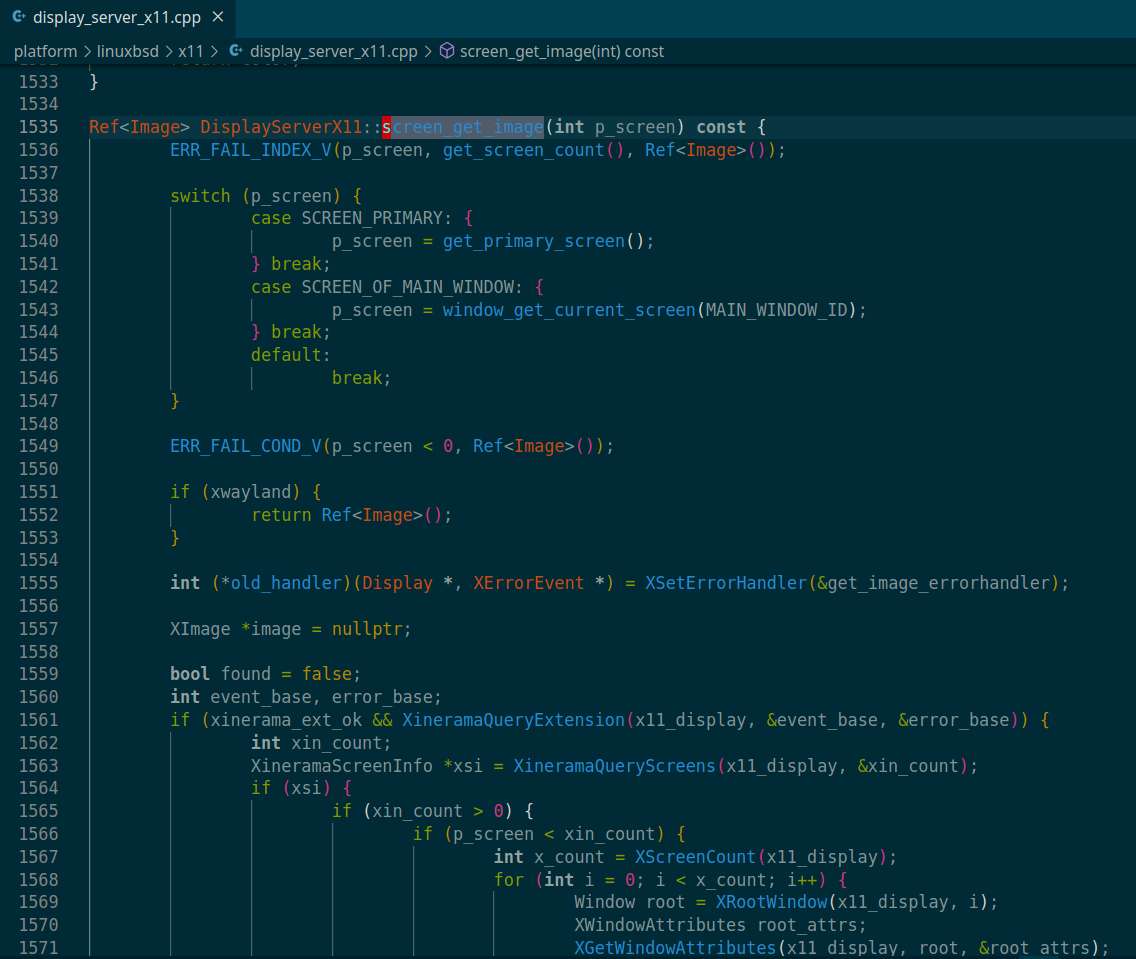 display_server_x11.cpp ×
platform > linuxbsd > x11 > display_server_x11.cpp > screen_get_image(int) const
1533 }
1534
1535 Ref<Image> DisplayServerX11::screen_get_image(int p_screen) const {
1536 ERR_FAIL_INDEX_V(p_screen, get_screen_count(), Ref<Image>());
1537
1538 switch (p_screen) {
1539 case SCREEN_PRIMARY: {
1540 p_screen = get_primary_screen();
1541 } break;
1542 case SCREEN_OF_MAIN_WINDOW: {
1543 p_screen = window_get_current_screen(MAIN_WINDOW_ID);
1544 } break;
1545 default:
1546 break;
1547 }
1548
1549 ERR_FAIL_COND_V(p_screen < 0, Ref<Image>());
1550
1551 if (xwayland) {
1552 return Ref<Image>();
1553 }
1554
1555 int (*old_handler)(Display *, XErrorEvent *) = XSetErrorHandler(&get_image_errorhandler);
1556
1557 XImage *image = nullptr;
1558
1559 bool found = false;
1560 int event_base, error_base;
1561 if (xinerama_ext_ok && XineramaQueryExtension(x11_display, &event_base, &error_base)) {
1562 int xin_count;
1563 XineramaScreenInfo *xsi = XineramaQueryScreens(x11_display, &xin_count);
1564 if (xsi) {
1565 if (xin_count > 0) {
1566 if (p_screen < xin_count) {
1567 int x_count = XScreenCount(x11_display);
1568 for (int i = 0; i < x_count; i++) {
1569 Window root = XRootWindow(x11_display, i);
1570 XWindowAttributes root_attrs;
1571 XGetWindowAttributes(x11_display, root, &root_attrs);